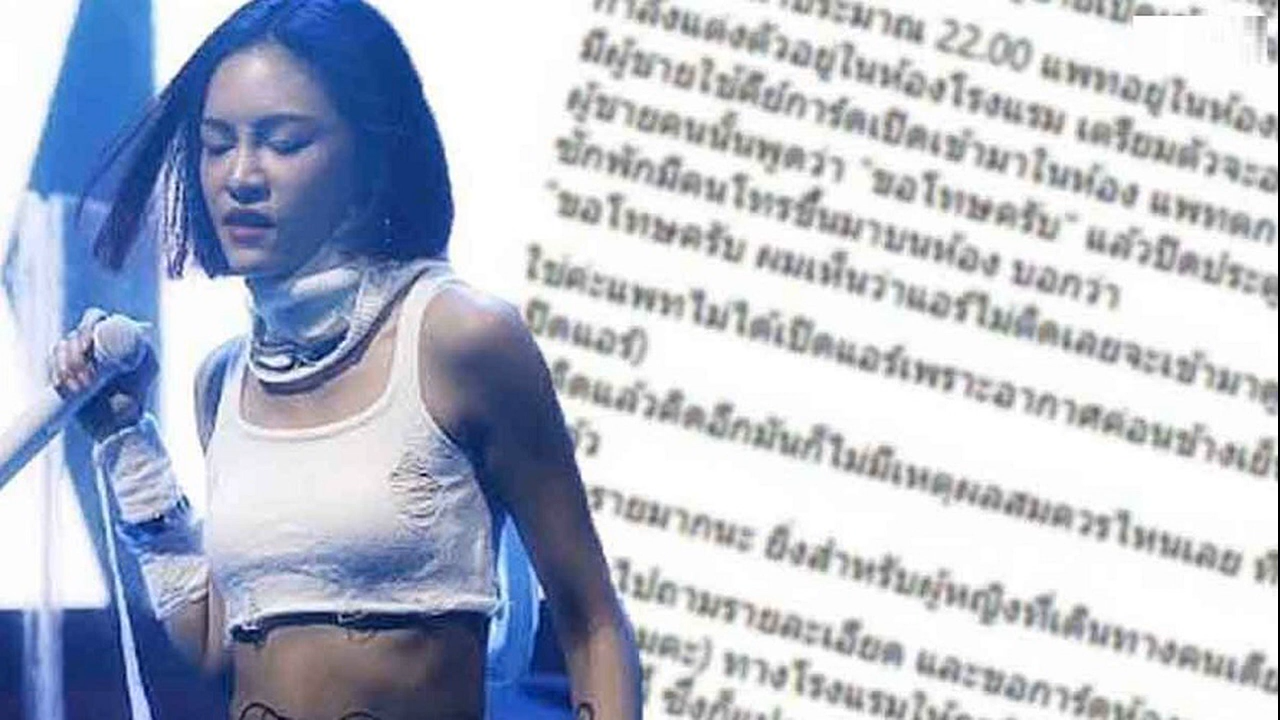 ประมาณ 22.00 แพทอยู่ในห้อง
กำลังแต่งตัวอยู่ในห้องโรงแรม เตรียมตัวจะ
มีผู้ชายใช้คีย์การ์ดเปิดเข้ามาในห้อง แพทตก
ผู้ชายคนนั้นพูดว่า "ขอโทษครับ" แล้วปิดประตู
ซักพักมีคนโทรขึ้นมาบนห้อง บอกว่า
"ขอโทษครับ ผมเห็นว่าแอร์ไม่ติดเลยจะเข้ามาดู
ใช่ค่ะแพทไม่ได้เปิดแอร์เพราะอากาศค่อนข้างเย็น
ปิดแอร์)
คิดแล้วคิดอีกมันก็ไม่มีเหตุผลสมควรไหนเลย ที่
รายมากนะ ยิ่งสำหรับผู้หญิงที่เดินทางคนเดีย
ไปถามรายละเอียด และขอการ์ดห้อง
ทางโรงแรมให้